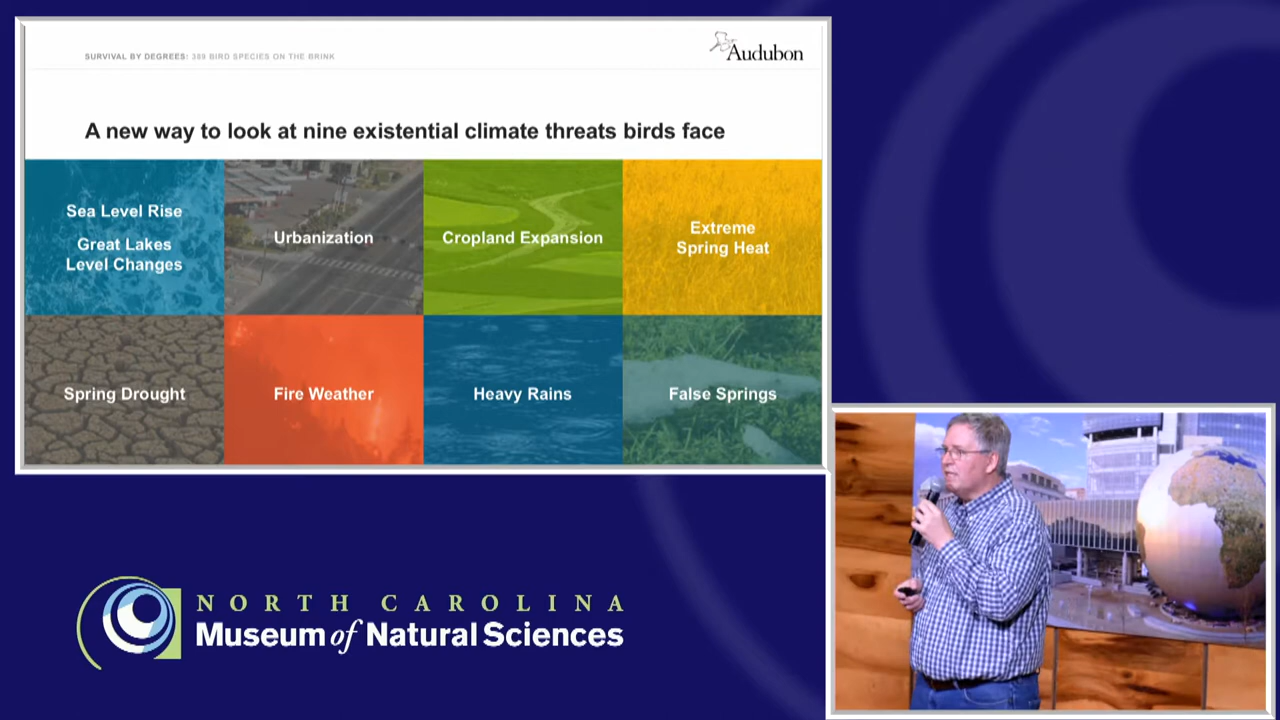 SURVIVAL BY DEGREES: 389 BIRD SPECIES ON THE BRINK
Audubon
A new way to look at nine existential climate threats birds face
Sea Level Rise
Great Lakes
Level Changes
Urbanization
Cropland Expansion
Extreme
Spring Heat
Spring Drought
Fire Weather
Heavy Rains
False Springs
NORTH CAROLINA
Museum of Natural Sciences